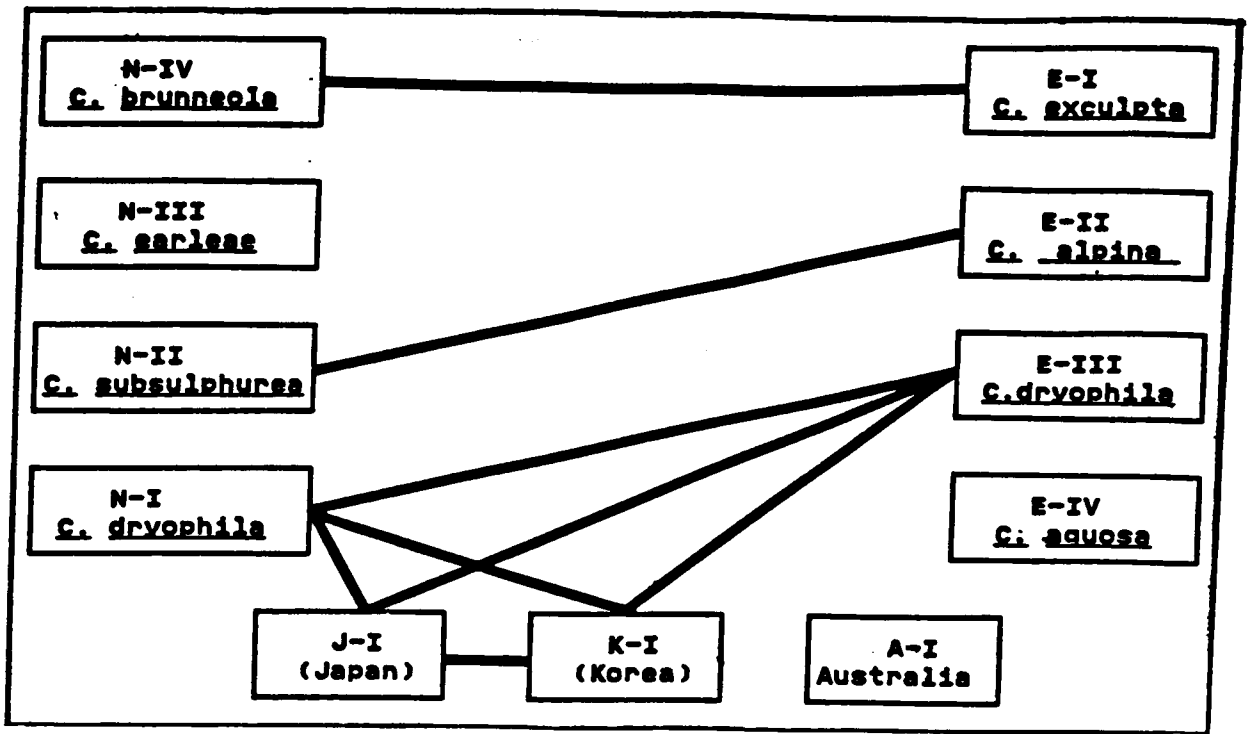 N-IV
C. brunneola
E-I
C. exculpta
N-III
C. earleae
E-II
C. alpina
N-II
C. subsulphurea
E-III
C.dryophila
N-I
C. dryophila
E-IV
C. aquosa
J-I
(Japan)
K-I
(Korea)
A-I
Australia